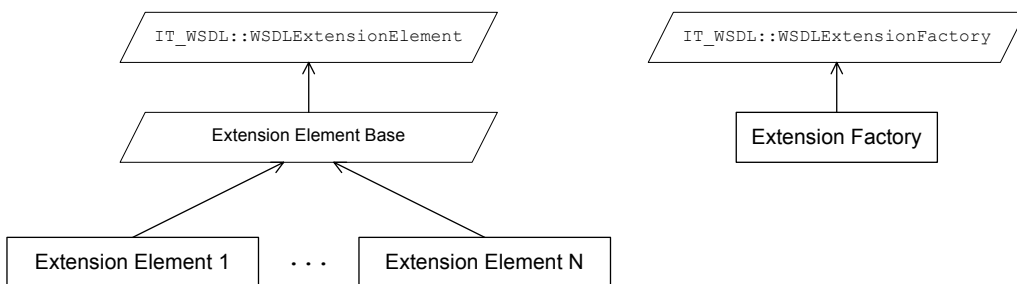 IT_WSDL::WSDLExtensionElement
IT_WSDL::WSDLExtensionFactory
Extension Element Base
Extension Factory
Extension Element 1
. . .
Extension Element N